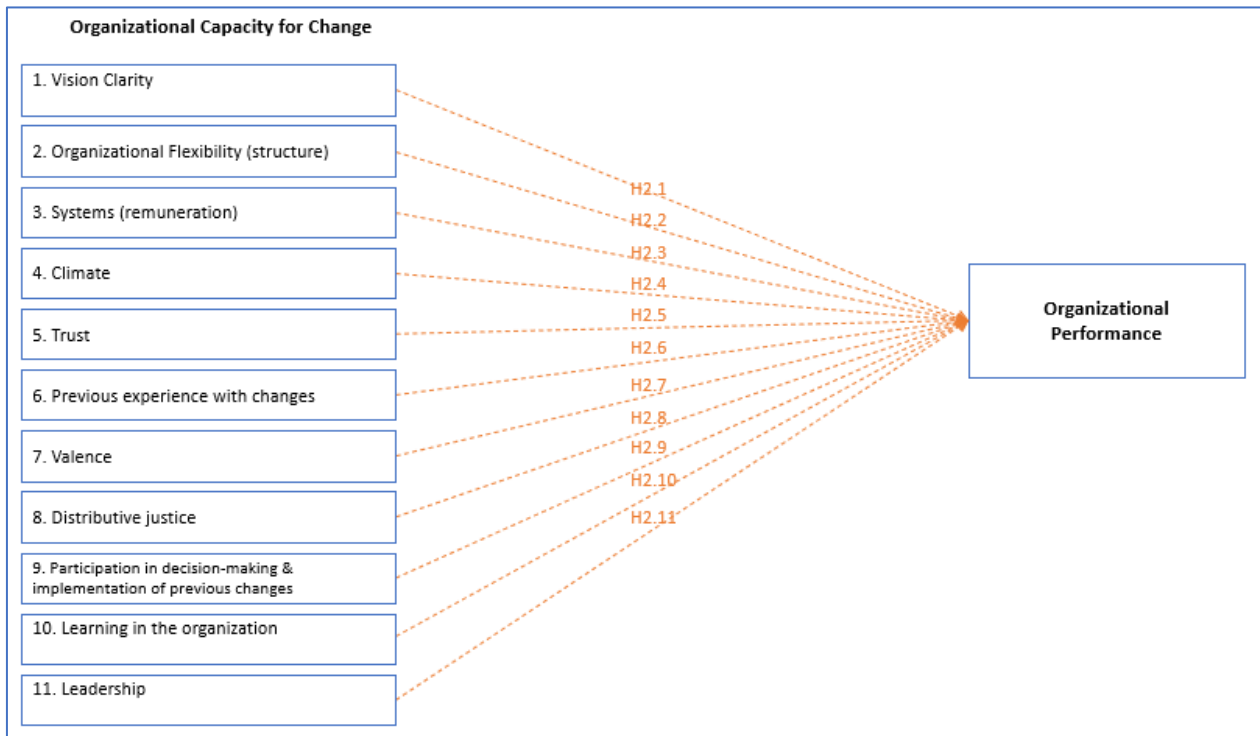 Organizational Capacity for Change
1. Vision Clarity
2. Organizational Flexibility (structure)
3. Systems (remuneration)
4. Climate
5. Trust
6. Previous experience with changes
7. Valence
8. Distributive justice
9. Participation in decision-making &
implementation of previous changes
10. Learning in the organization
11. Leadership
H2.1
H2.2
H2.3
H2.4
H2.5
H2.6
H2.7
H2.8
H2.9
H2.10
H2.11
Organizational
Performance